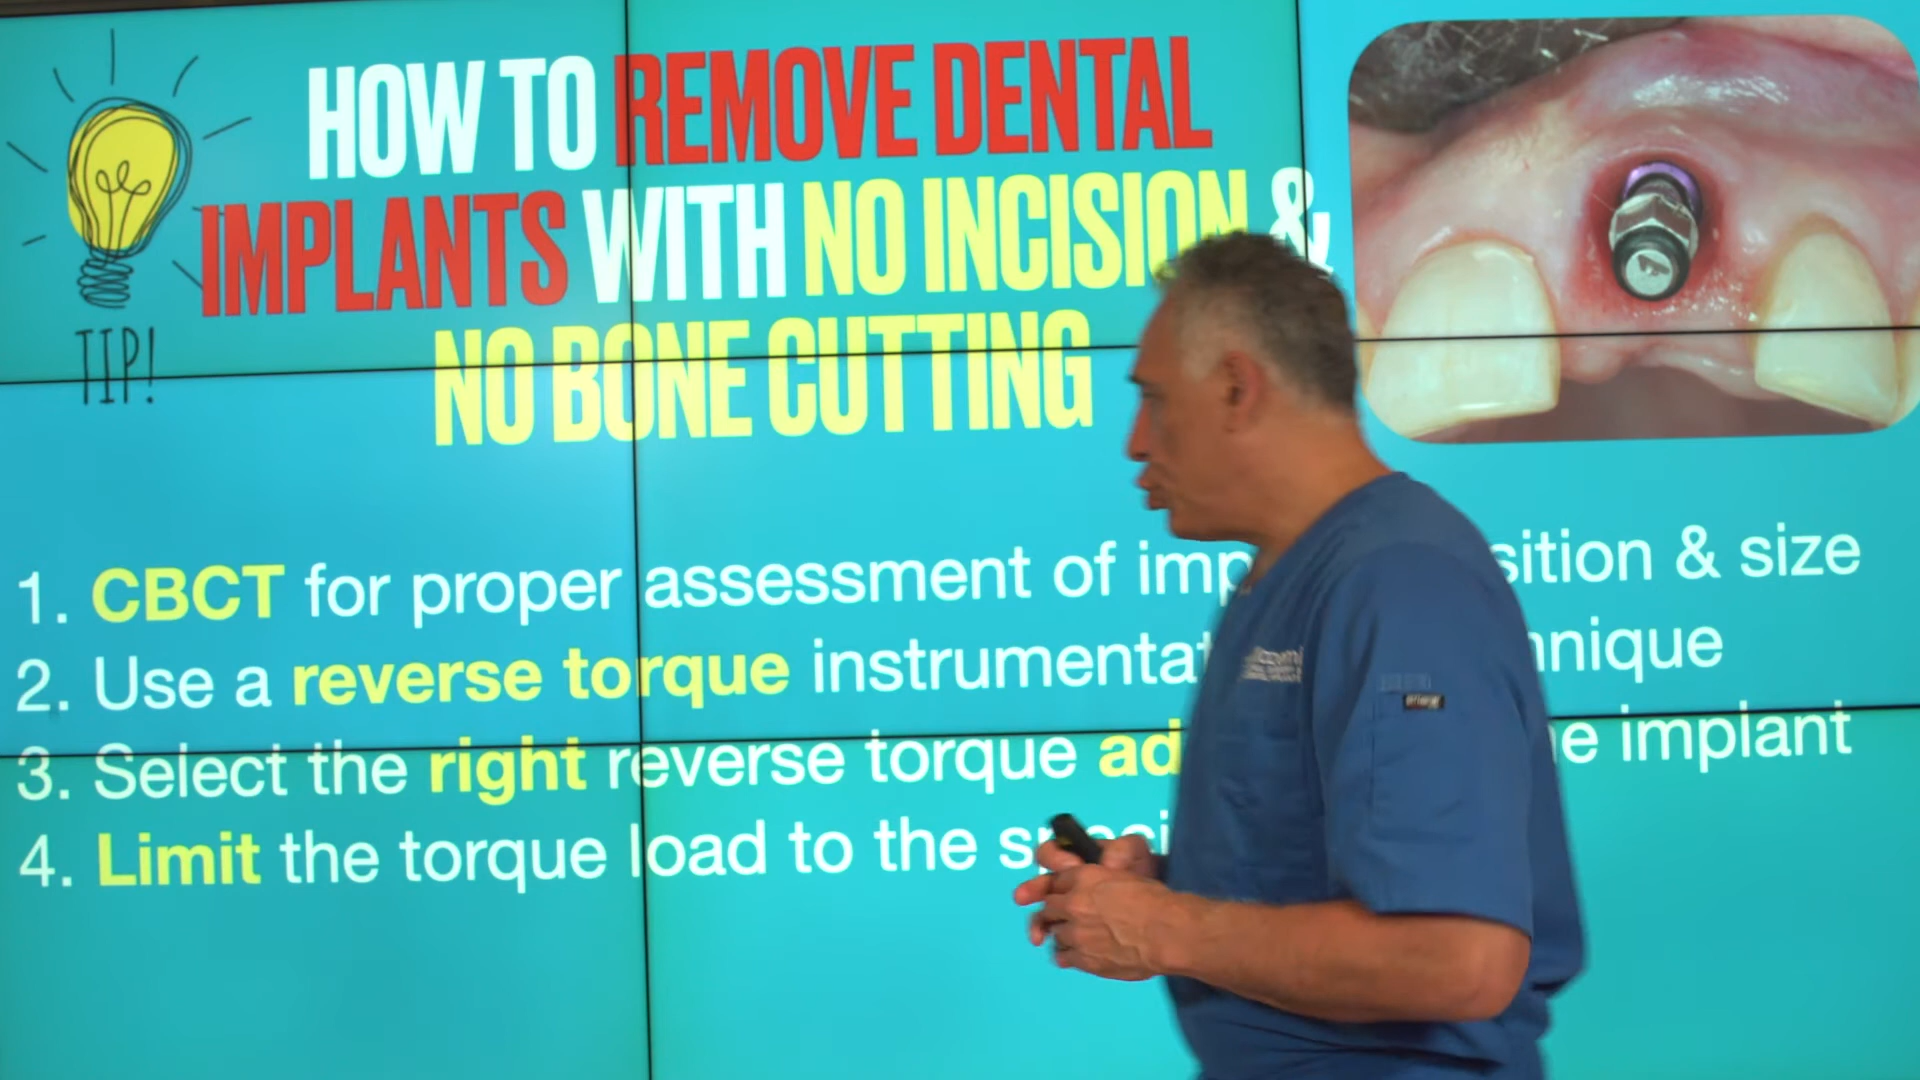 HOW TO REMOVE DENTAL
IMPLANTS WITH NO INCISION &
NO BONE CUTTING
TIP!
1. CBCT for proper assessment of imp sition & size
2. Use a reverse torque instrumentat hnique
3. Select the right reverse torque ad e implant
4. Limit the torque load to the speci